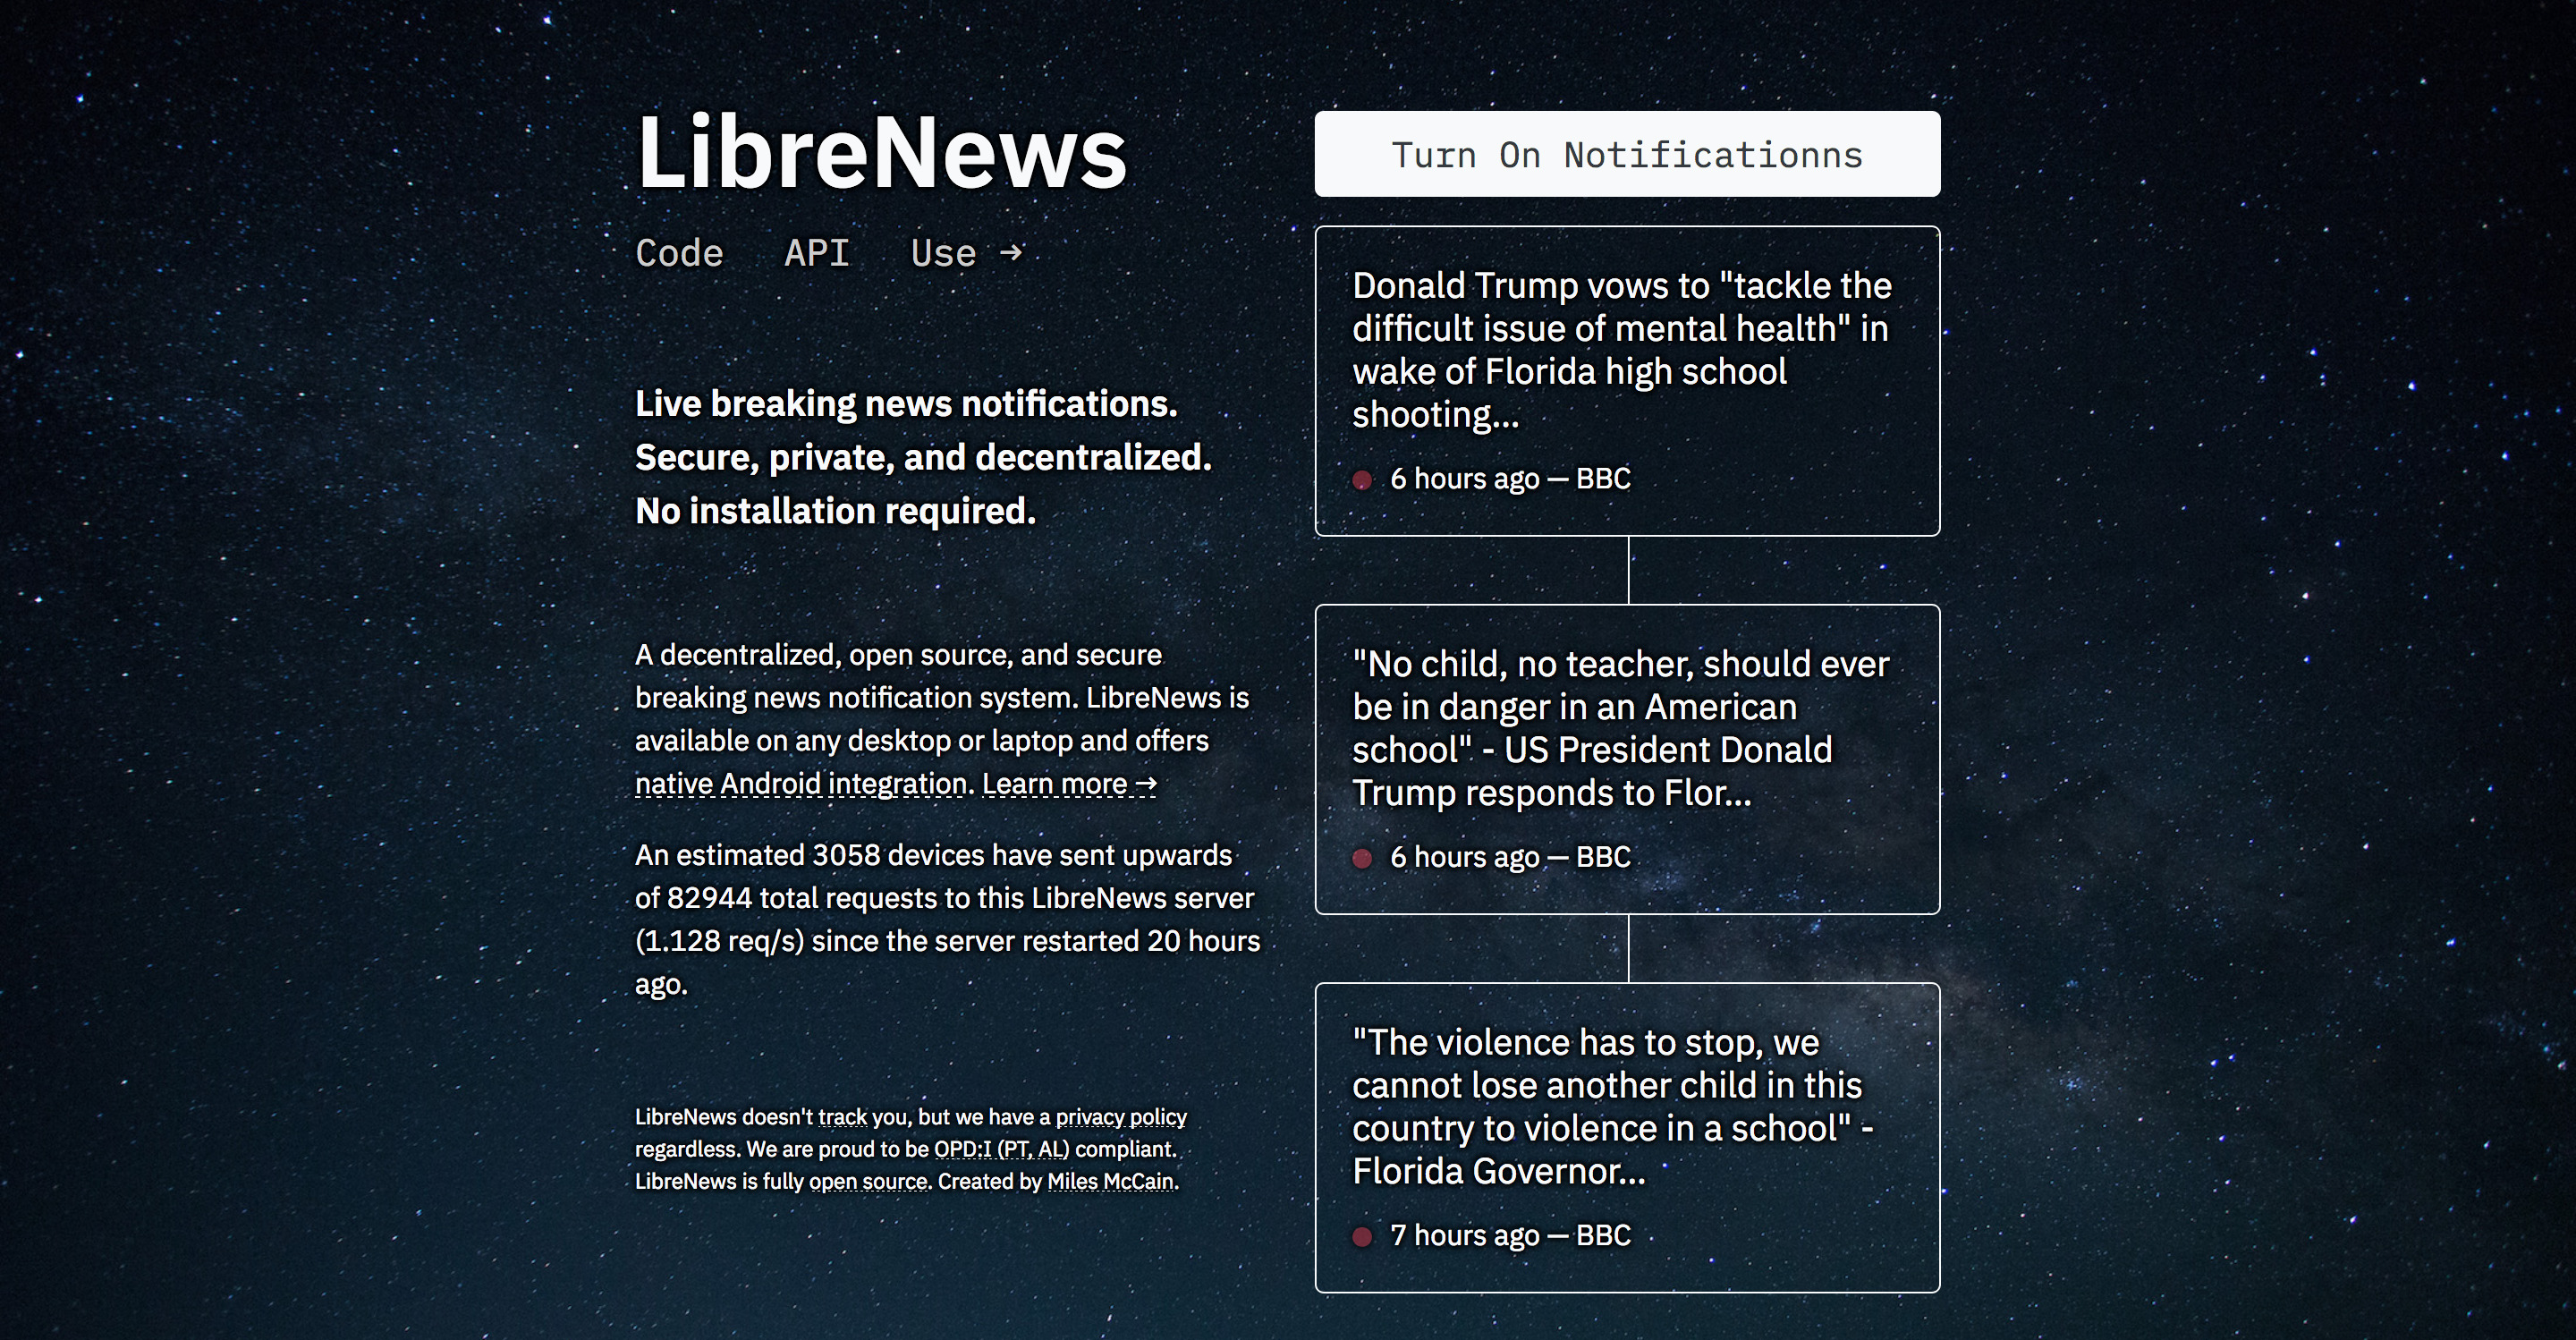 LibreNews
Code API Use →
Live breaking news notifications.
Secure, private, and decentralized.
No installation required.
A decentralized, open source, and secure
breaking news notification system. LibreNews is
available on any desktop or laptop and offers
native Android integration. Learn more →
An estimated 3058 devices have sent upwards
of 82944 total requests to this LibreNews server
(1.128 req/s) since the server restarted 20 hours
ago.
LibreNews doesn't track you, but we have a privacy policy
regardless. We are proud to be OPD:I (PT, AL) compliant.
LibreNews is fully open source. Created by Miles McCain.
Turn On Notificationns
Donald Trump vows to "tackle the
difficult issue of mental health" in
wake of Florida high school
shooting...
6 hours ago — BBC
"No child, no teacher, should ever
be in danger in an American
school" - US President Donald
Trump responds to Flor...
6 hours ago — BBC
"The violence has to stop, we
cannot lose another child in this
country to violence in a school" -
Florida Governor...
7 hours ago — BBC